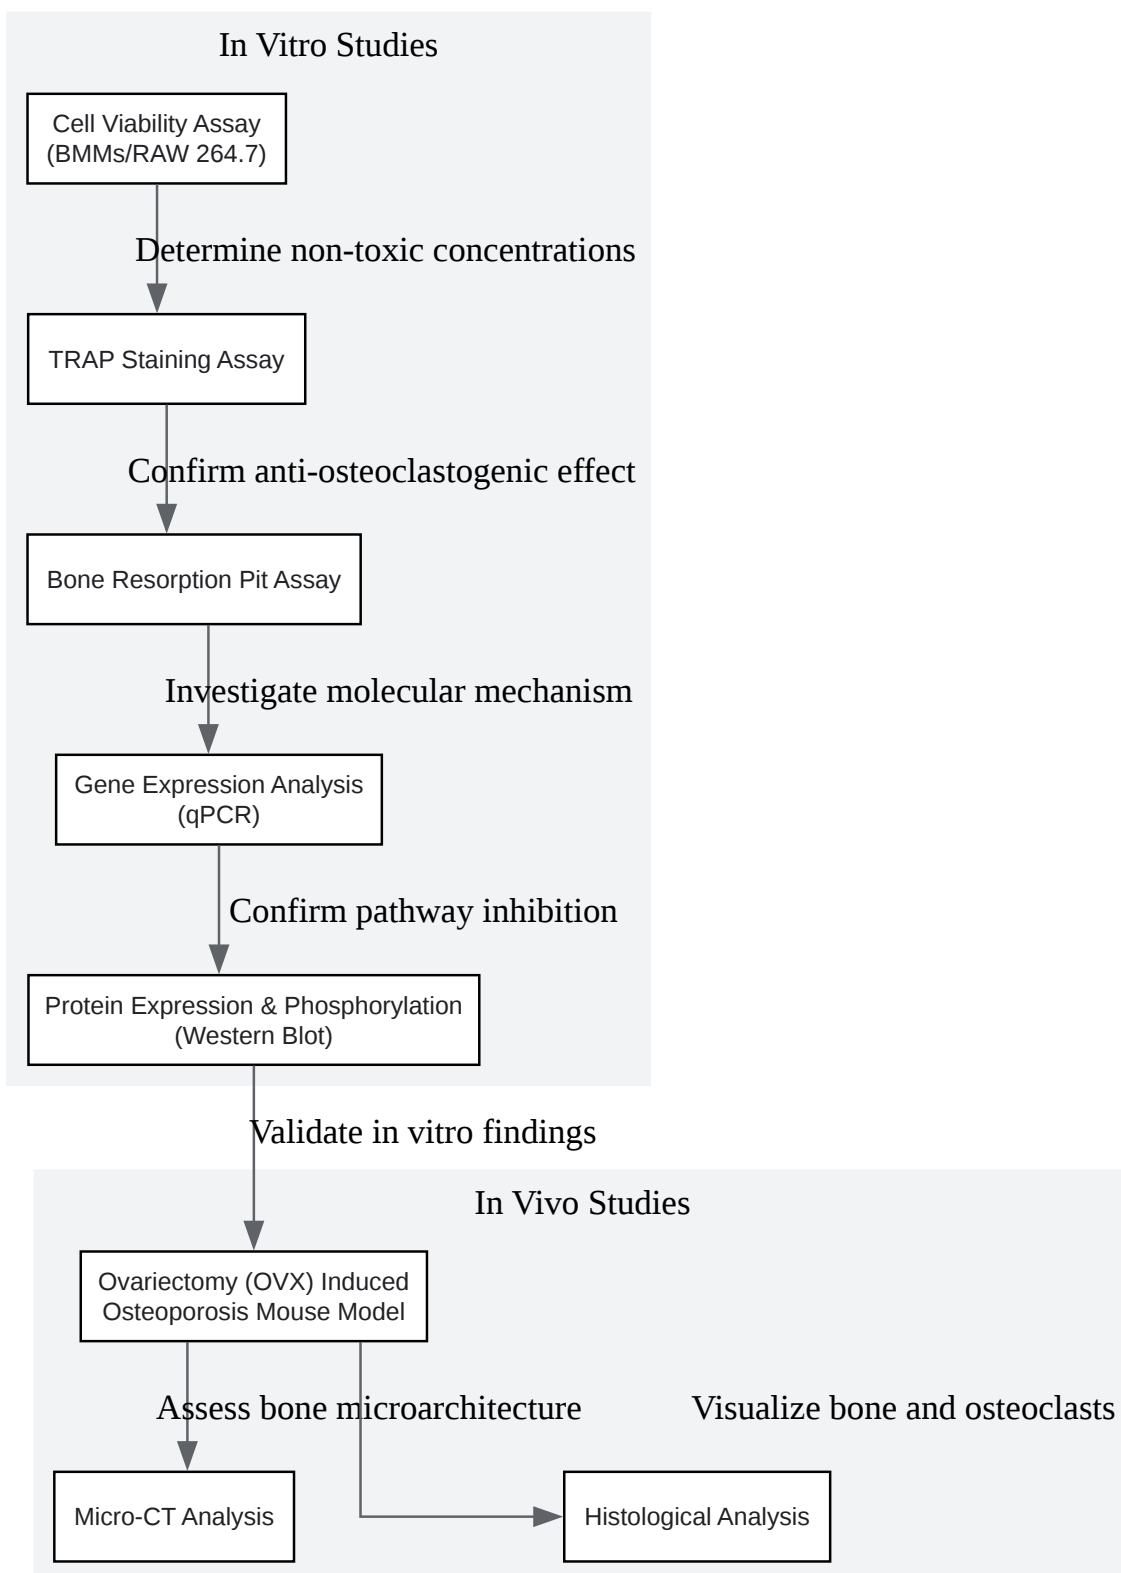 In Vitro Studies
Cell Viability Assay
(BMMs/RAW 264.7)
Determine non-toxic concentrations
TRAP Staining Assay
Confirm anti-osteoclastogenic effect
Bone Resorption Pit Assay
Investigate molecular mechanism
Gene Expression Analysis
(qPCR)
Confirm pathway inhibition
Protein Expression & Phosphorylation
(Western Blot)
Validate in vitro findings
In Vivo Studies
Ovariectomy (OVX) Induced
Osteoporosis Mouse Model
Assess bone microarchitecture
Visualize bone and osteoclasts
Micro-CT Analysis
Histological Analysis